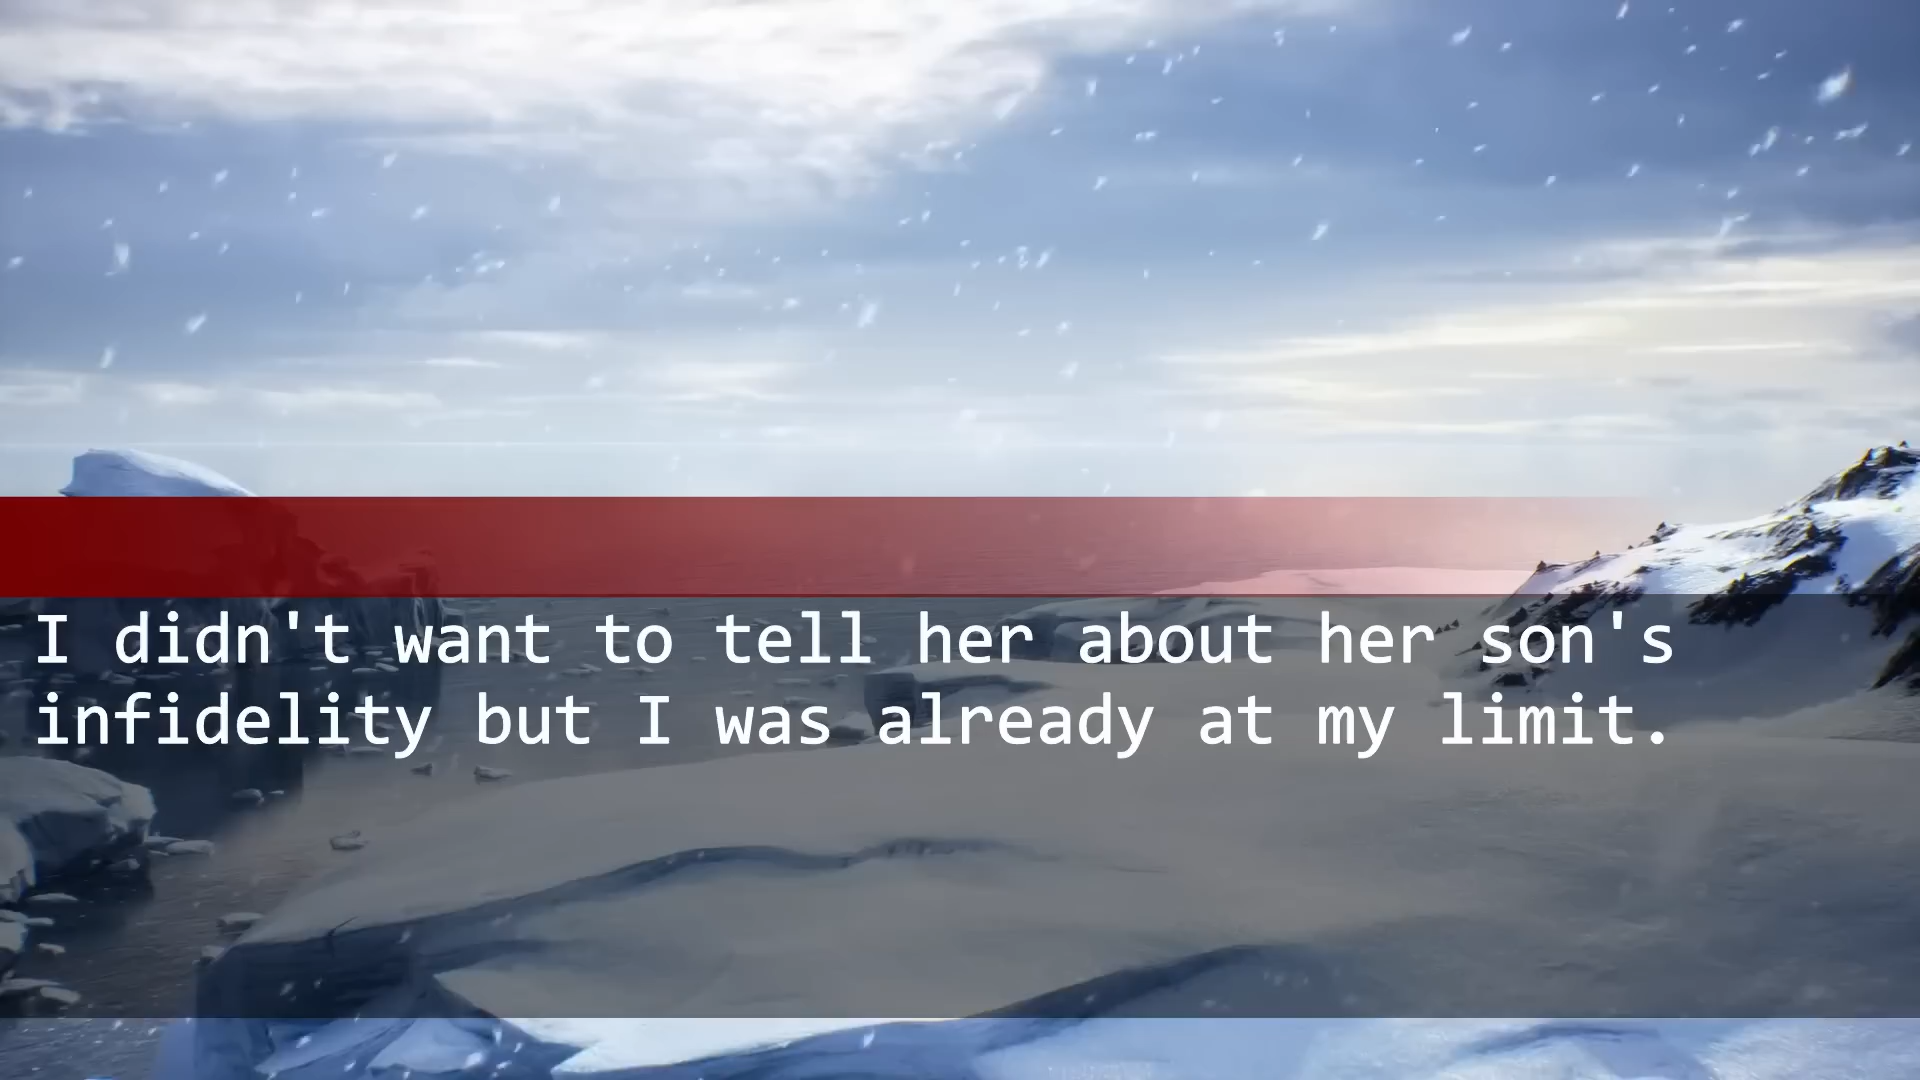 I didn't want to tell her about her son's
infidelity but I was already at my limit.